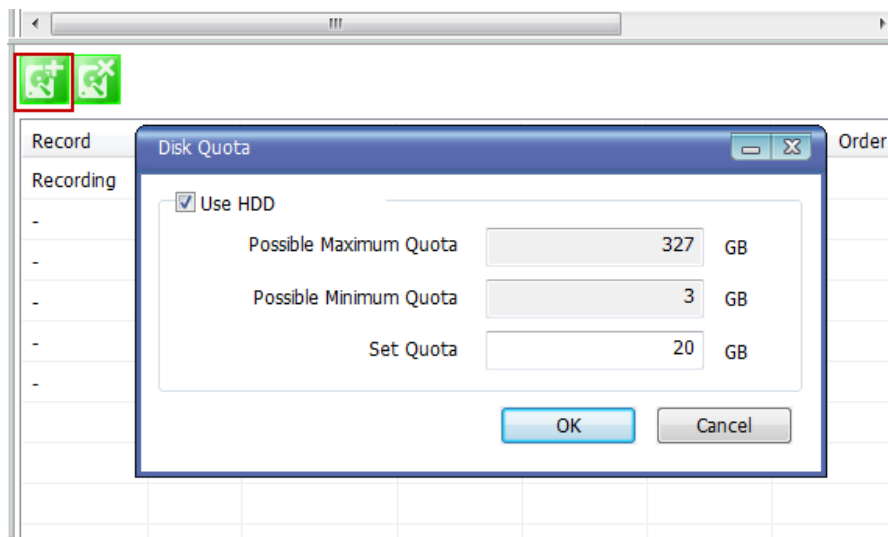 Record
Order
Recording
-
-
-
-
-
Disk Quota
Use HDD
Possible Maximum Quota 327 GB
Possible Minimum Quota 3 GB
Set Quota 20 GB
OK Cancel